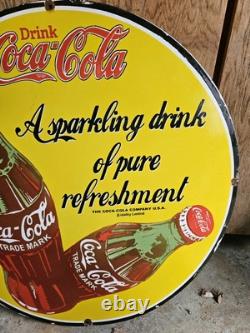 Drink
Coca-Cola
A sparkling drink
of pure
refreshment
THE COCA-COLA COMPANY U.S.A.
Coca-Cola
TRADE MARK
Coca-Cola
Coca-Cola
TRADE MARK